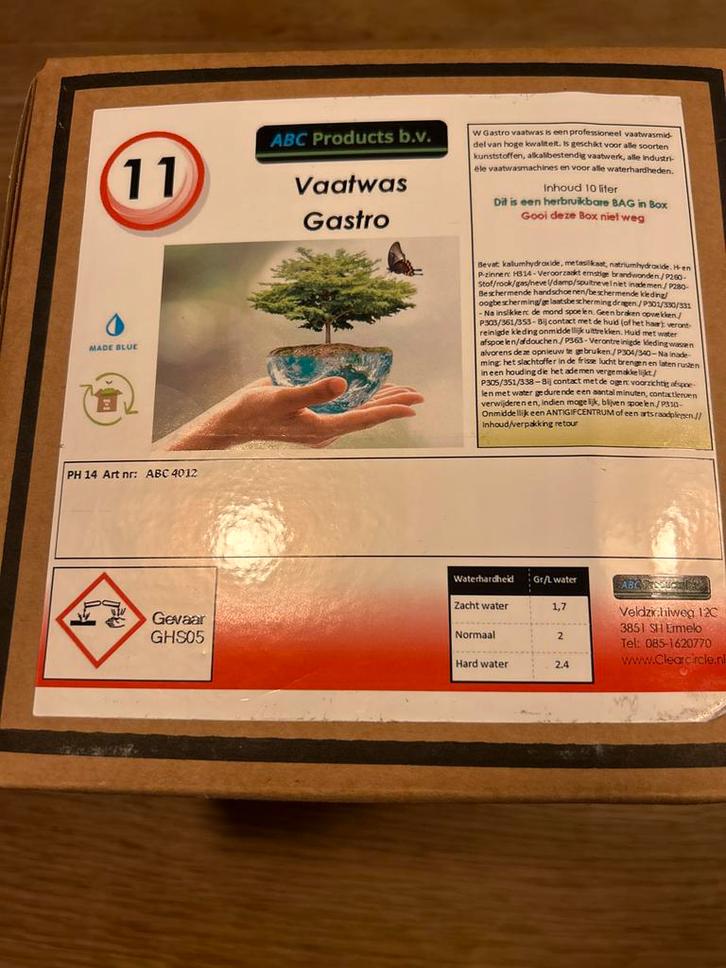 11
ABC Products b.v.
Vaatwas
Gastro
MADE BLUE
W Gastro vaatwas is een professioneel vaatwasmid-
del van hoge kwaliteit. Is geschikt voor alle soorten
kunststoffen, alkalibestendig vaatwerk, alle industri-
ële vaatwasmachines en voor alle waterhardheden.
Inhoud 10 liter
Dit is een herbruikbare BAG in Box
Gooi deze Box niet weg
Bevat: kaliumhydroxide, metasilikaat, natriumhydroxide. H-en
P-zinnen: H314 - Veroorzaakt ernstige brandwonden./ P260-
Stof/rook/gas/nevel/damp/spuitnevel niet inademen./ P280-
Beschermende handschoenen/beschermende kleding/
oogbescherming/gelaatsbescherming dragen./ P301/330/331
- Na inslikken: de mond spoelen. Geen braken opwekken./
P303/361/353 - Bij contact met de huid (of het haar): veront-
reinigde kleding onmiddellijk uittrekken. Huid met water
afspoelen/afdouchen./ P363 - Verontreinigde kleding wassen
alvorens deze opnieuw te gebruiken./ P304/340 - Na inade-
ming: het slachtoffer in de frisse lucht brengen en laten rusten
in een houding die het ademen vergemakkelijkt./
P305/351/338 - Bij contact met de ogen: voorzichtig afspoe-
len met water gedurende een aantal minuten, contactlenzen
verwijderen en, indien mogelijk, blijven spoelen./ P310-
Onmiddellijk een ANTIGIFCENTRUM of een arts raadplegen.//
Inhoud/verpakking retour
PH 14 Art nr: ABC 4012
Gevaar
GHS05
Waterhardheid Gr/L water
Zacht water 1,7
Normaal 2
Hard water 2.4
ABC Products b.v.
Veldzichtweg 12C
3851 SH Ermelo
Tel: 085-1620770
www.Clearcircle.nl